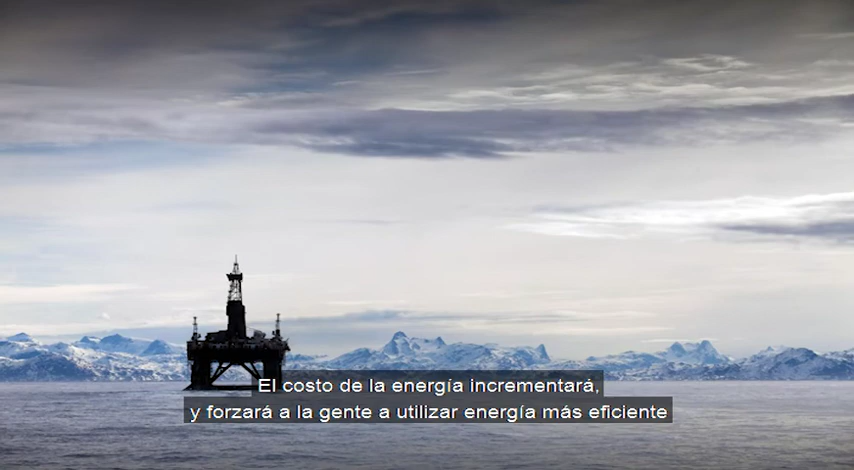 El costo de la energía incrementará,
y forzará a la gente a utilizar energía más eficiente